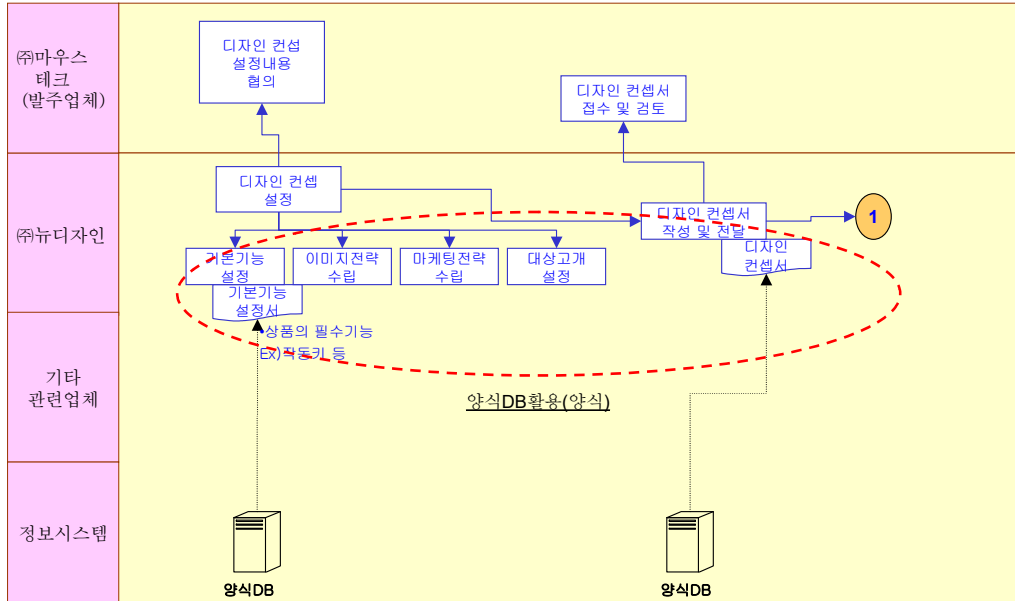 ㈜마우스
테크
(발주업체)
디자인 컨섭
설정내용
협의
디자인 컨셉서
접수 및 검토
㈜뉴디자인
디자인 컨셉
설정
디자인 컨셉서
작성 및 전달
1
디자인
컨셉서
기본기능
설정
이미지전략
수립
마케팅전략
수립
대상고개
설정
기본기능
설정서
•상품의 필수기능
Ex)작동키 등
기타
관련업체
양식DB활용(양식)
정보시스템
양식DB
양식DB